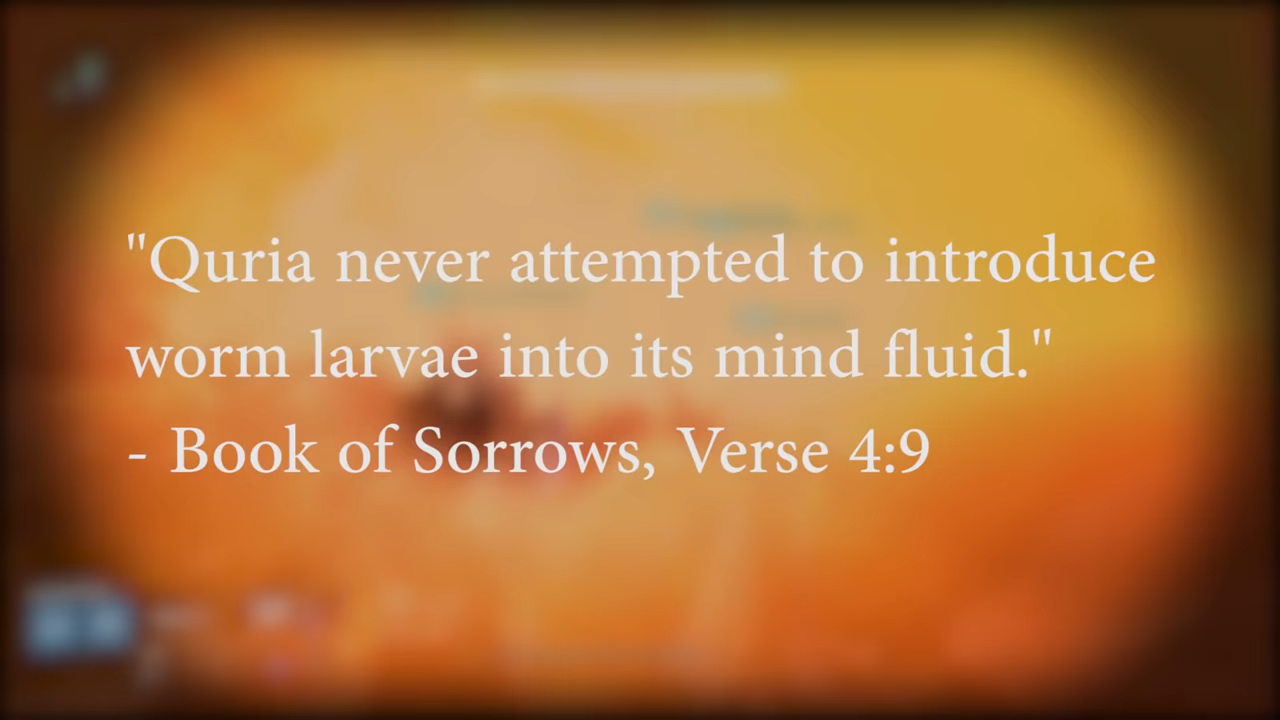 "Quria never attempted to introduce
worm larvae into its mind fluid."
- Book of Sorrows, Verse 4:9